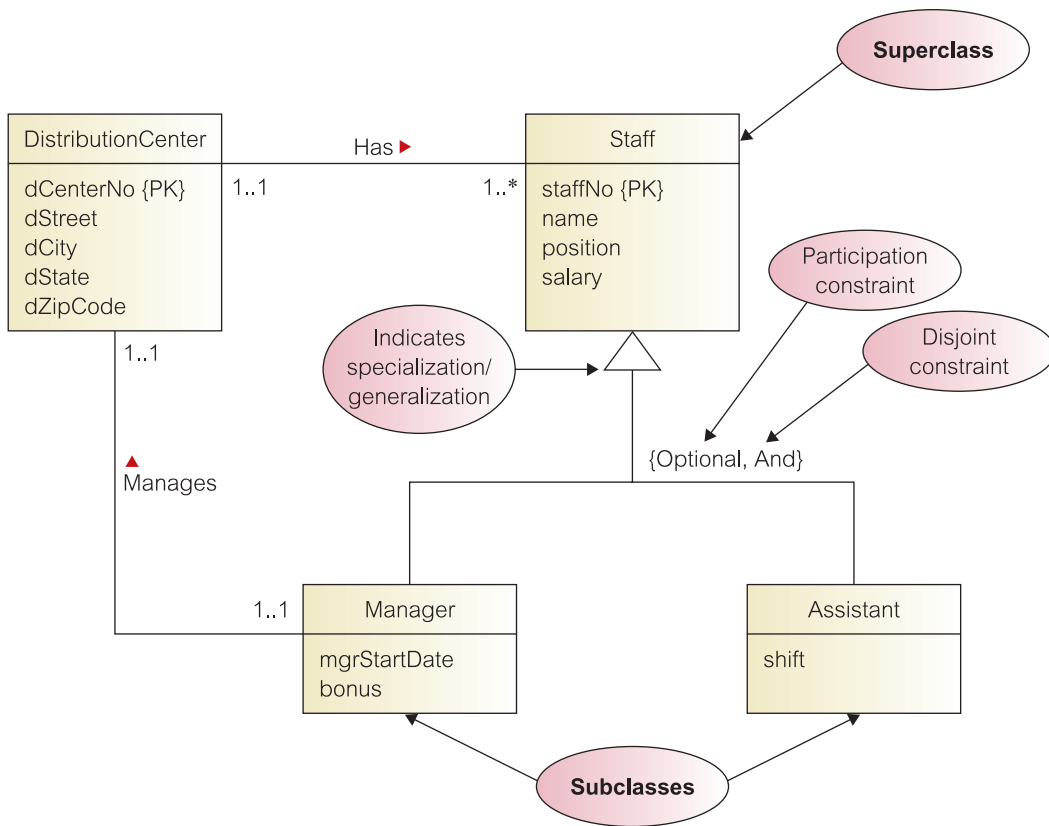 Superclass
DistributionCenter
dCenterNo {PK}
dStreet
dCity
dState
dZipCode
Has
1..1
1..*
Staff
staffNo {PK}
name
position
salary
Participation
constraint
Disjoint
constraint
Indicates
specialization/
generalization
1..1
{Optional, And}
Manages
1..1
Manager
mgrStartDate
bonus
Assistant
shift
Subclasses